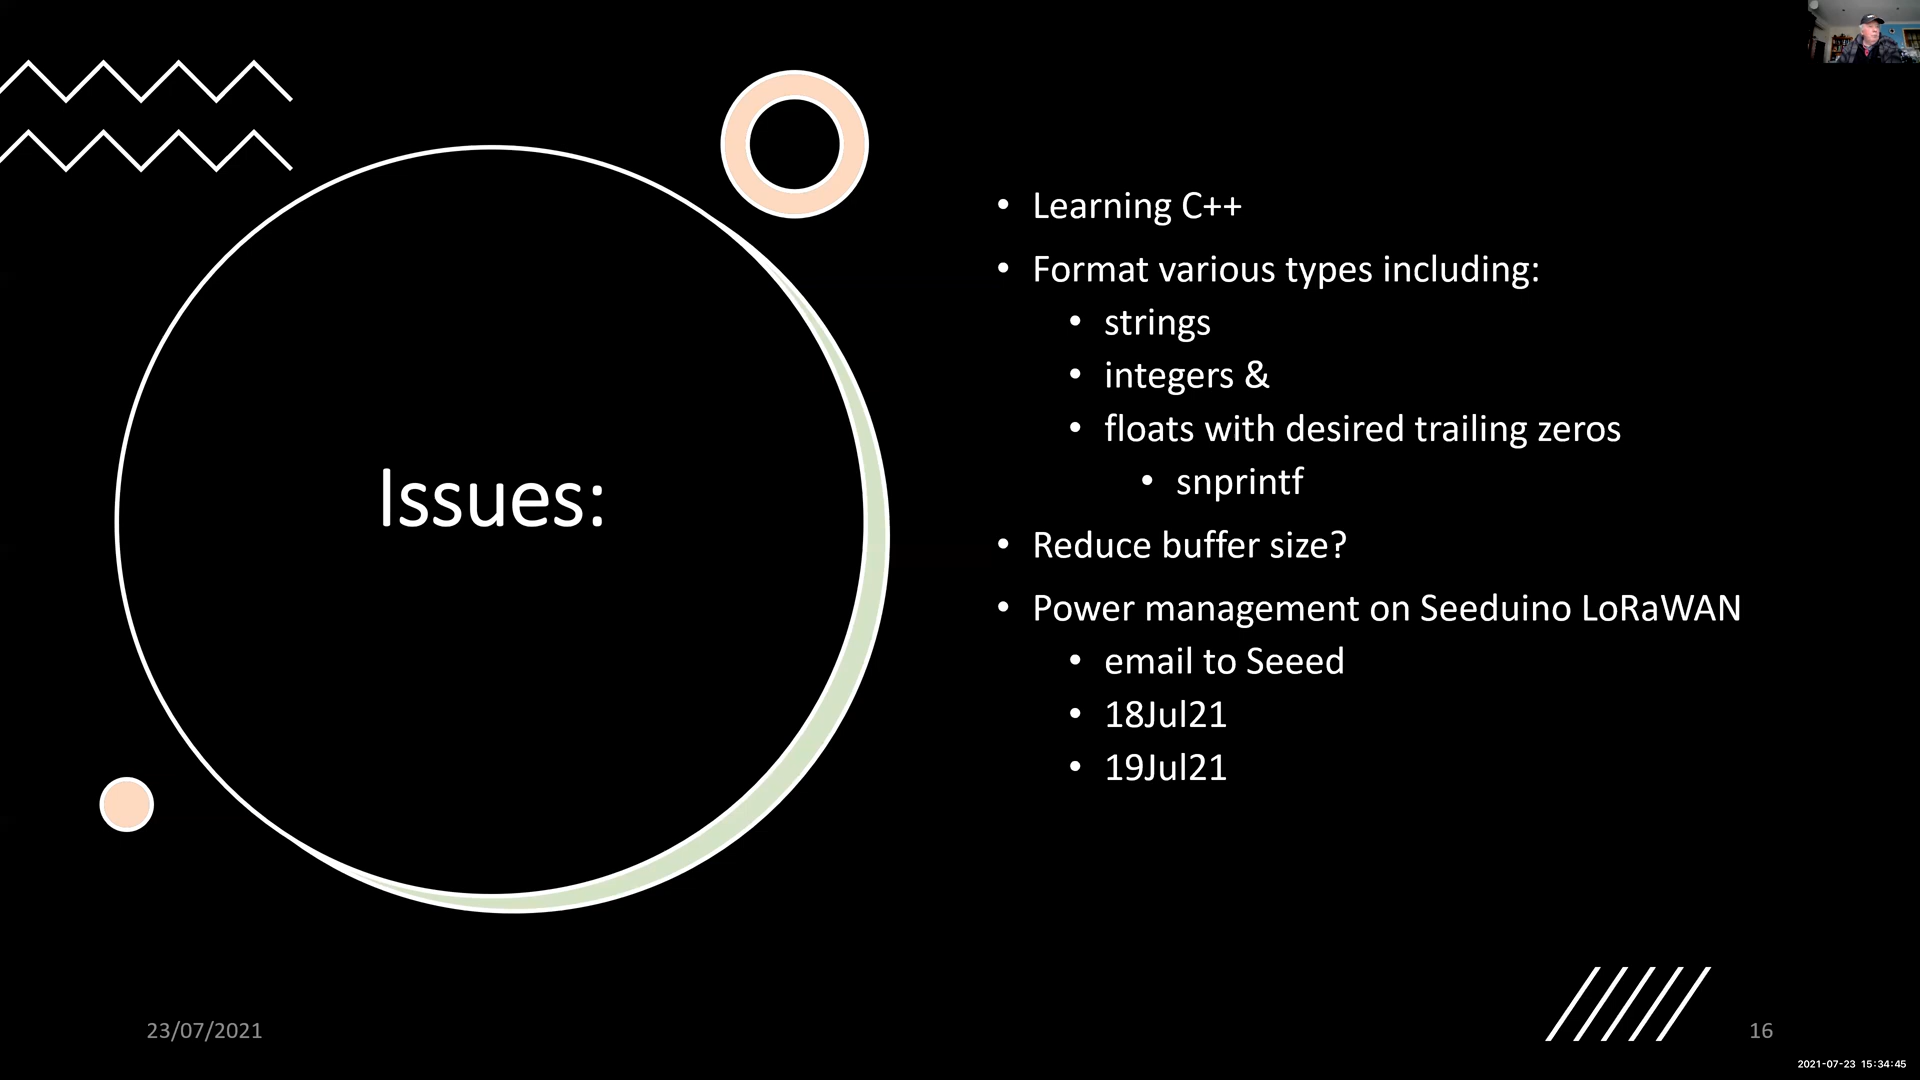 Issues:
• Learning C++
• Format various types including:
• strings
• integers &
• floats with desired trailing zeros
• snprintf
• Reduce buffer size?
• Power management on Seeduino LoRaWAN
• email to Seeed
• 18Jul21
• 19Jul21
23/07/2021
16
2021-07-23 15:34:45